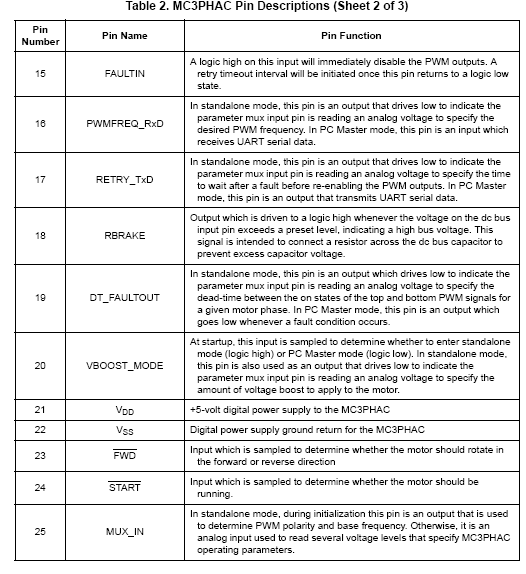 Table 2. MC3PHAC Pin Descriptions (Sheet 2 of 3)
Pin Number Pin Name Pin Function
15 FAULTIN A logic high on this input will immediately disable the PWM outputs. A
retry timeout interval will be initiated once this pin returns to a logic low
state.
16 PWMFREQ_RxD In standalone mode, this pin is an output that drives low to indicate the
parameter mux input pin is reading an analog voltage to specify the
desired PWM frequency. In PC Master mode, this pin is an input which
receives UART serial data.
17 RETRY_TxD In standalone mode, this pin is an output that drives low to indicate the
parameter mux input pin is reading an analog voltage to specify the time
to wait after a fault before re-enabling the PWM outputs. In PC Master
mode, this pin is an output that transmits UART serial data.
18 RBRAKE Output which is driven to a logic high whenever the voltage on the dc bus
input pin exceeds a preset level, indicating a high bus voltage. This
signal is intended to connect a resistor across the dc bus capacitor to
prevent excess capacitor voltage.
19 DT_FAULTOUT In standalone mode, this pin is an output which drives low to indicate the
parameter mux input pin is reading an analog voltage to specify the
dead-time between the on states of the top and bottom PWM signals for
a given motor phase. In PC Master mode, this pin is an output which
goes low whenever a fault condition occurs.
20 VBOOST_MODE At startup, this input is sampled to determine whether to enter standalone
mode (logic high) or PC Master mode (logic low). In standalone mode,
this pin is also used as an output that drives low to indicate the
parameter mux input pin is reading an analog voltage to specify the
amount of voltage boost to apply to the motor.
21 VDD +5-volt digital power supply to the MC3PHAC
22 VSS Digital power supply ground return for the MC3PHAC
23 FWD Input which is sampled to determine whether the motor should rotate in
the forward or reverse direction
24 START Input which is sampled to determine whether the motor should be
running.
25 MUX_IN In standalone mode, during initialization this pin is an output that is used
to determine PWM polarity and base frequency. Otherwise, it is an
analog input used to read several voltage levels that specify MC3PHAC
operating parameters.